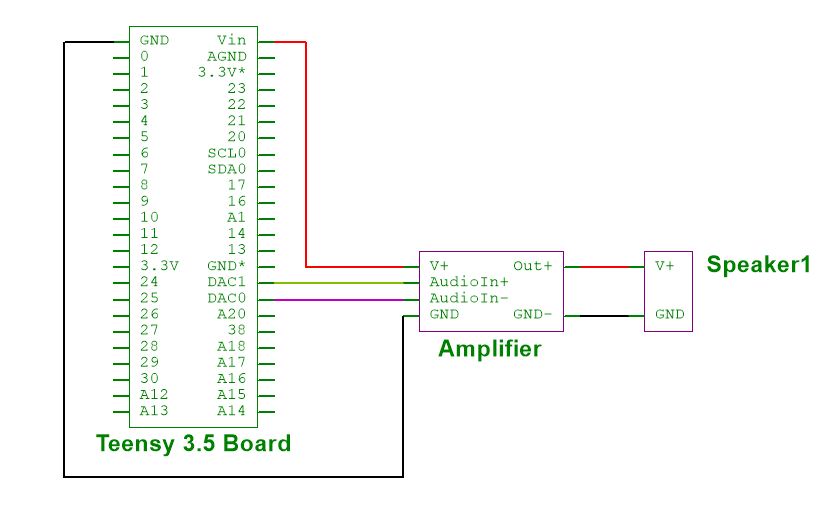 GND Vin
0 AGND
1 3.3V*
2 23
3 22
4 21
5 20
6 SCL0
7 SDA0
8 17
9 16
10 A1
11 14
12 13
3.3V GND*
24 DAC1
25 DAC0
26 A20
27 38
28 A18
29 A17
30 A16
A12 A15
A13 A14
Teensy 3.5 Board
V+ Out+
AudioIn+
AudioIn-
GND GND-
Amplifier
V+
GND
Speaker1